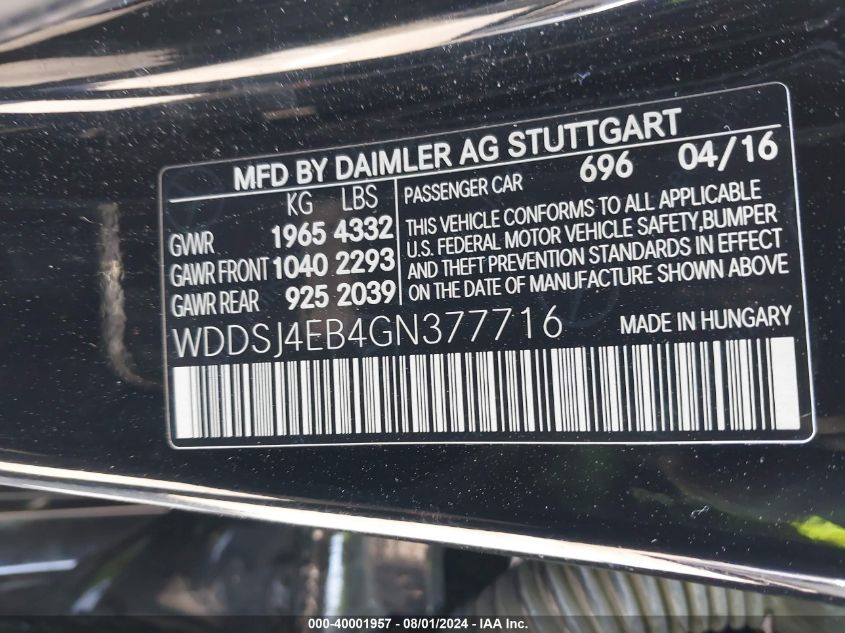 MFD BY DAIMLER AG STUTTGART
KG LBS
GVWR 1965 4332
GAWR FRONT 1040 2293
GAWR REAR 925 2039
PASSENGER CAR 696 04/16
THIS VEHICLE CONFORMS TO ALL APPLICABLE
U.S. FEDERAL MOTOR VEHICLE SAFETY,BUMPER
AND THEFT PREVENTION STANDARDS IN EFFECT
ON THE DATE OF MANUFACTURE SHOWN ABOVE
WDDSJ4EB4GN377716 MADE IN HUNGARY
000-40001957 - 08/01/2024 - IAA Inc.